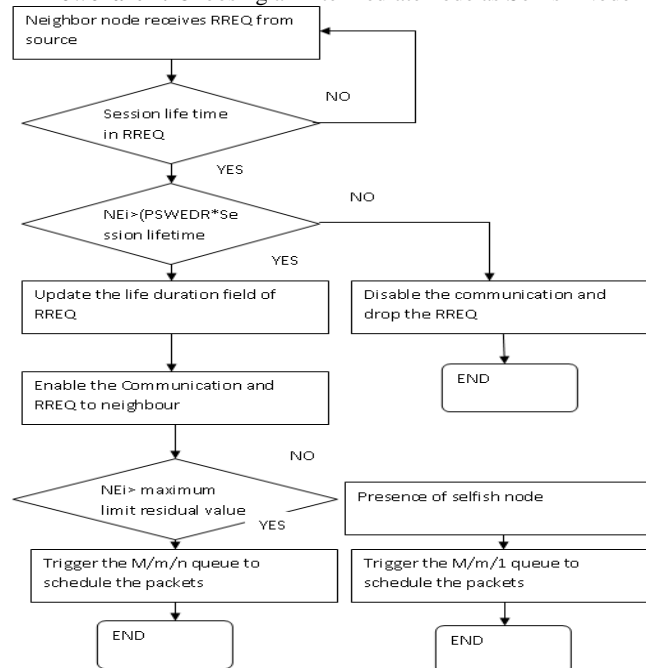 Neighbor node receives RREQ from
source
NO
Session life time
in RREQ
YES
NO
NEi>(PSWEDR*Se
ssion lifetime
YES
Update the life duration field of
RREQ
Disable the communication and
drop the RREQ
END
Enable the Communication and
RREQ to neighbour
NO
NEi> maximum
limit residual value
YES
Presence of selfish node
Trigger the M/m/n queue to
schedule the packets
Trigger the M/m/1 queue to
schedule the packets
END
END